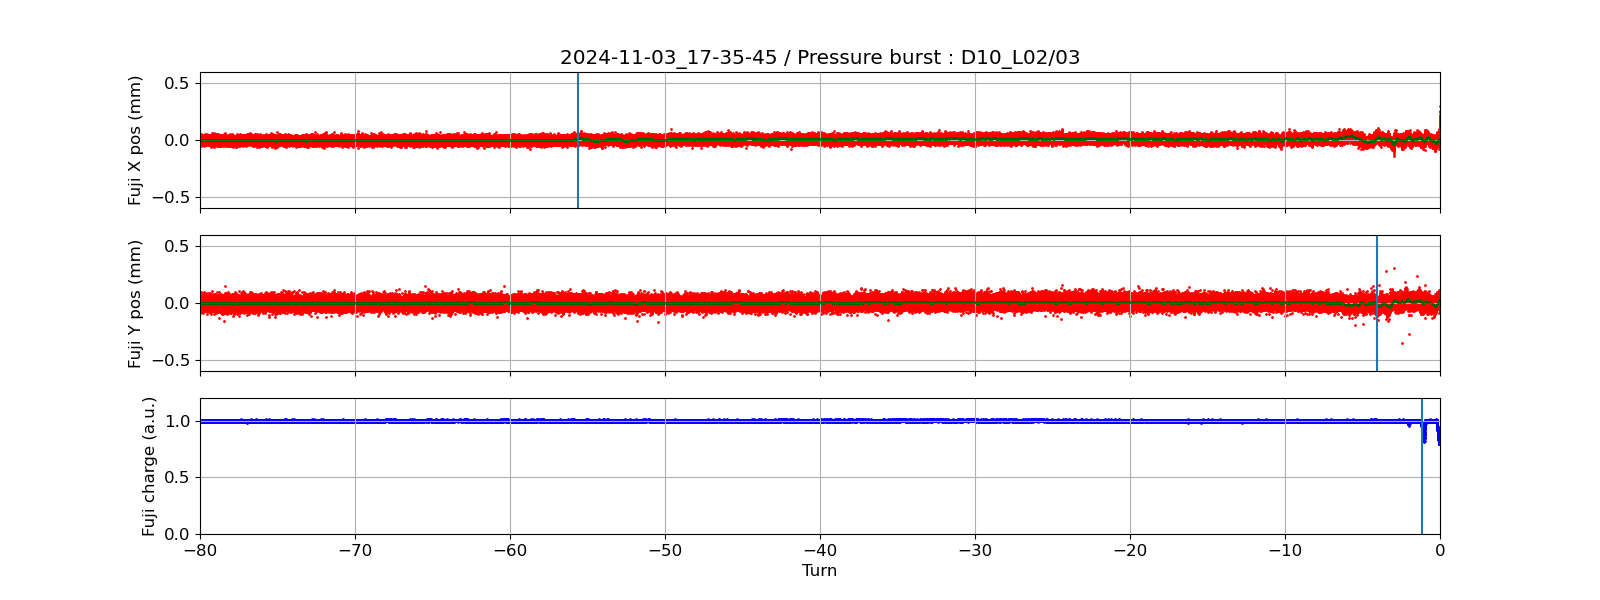 2024-11-03_17-35-45 / Pressure burst : D10_L02/03
Fuji X pos (mm)
0.5
0.0
−0.5
Fuji Y pos (mm)
0.5
0.0
−0.5
Fuji charge (a.u.)
1.0
0.5
0.0
−80 −70 −60 −50 −40 −30 −20 −10 0
Turn